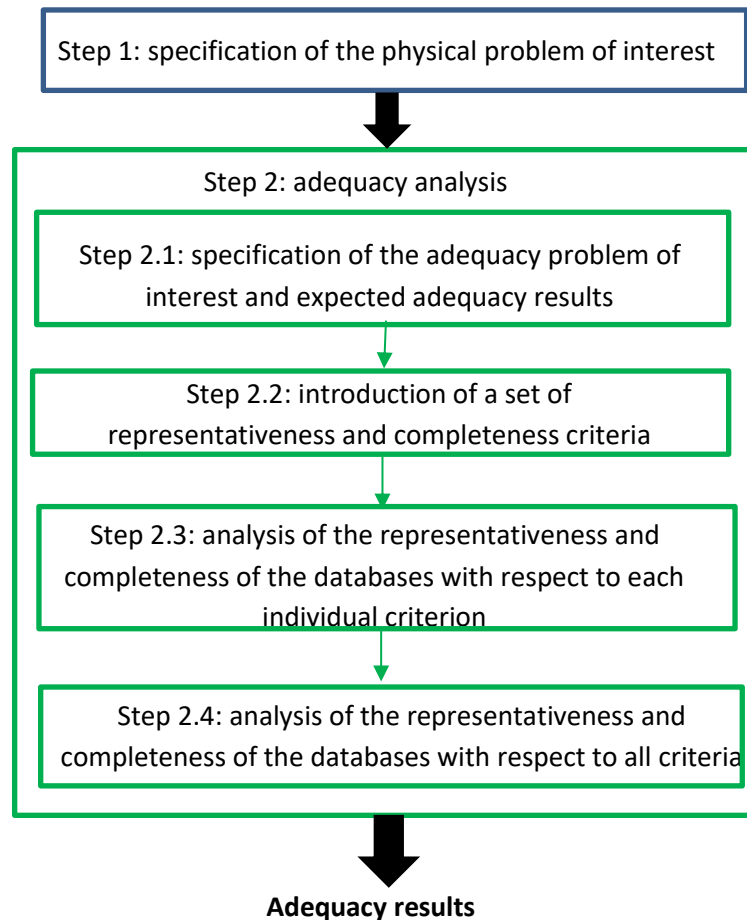 Step 1: specification of the physical problem of interest
Step 2: adequacy analysis
Step 2.1: specification of the adequacy problem of
interest and expected adequacy results
Step 2.2: introduction of a set of
representativeness and completeness criteria
Step 2.3: analysis of the representativeness and
completeness of the databases with respect to each
individual criterion
Step 2.4: analysis of the representativeness and
completeness of the databases with respect to all criteria
Adequacy results